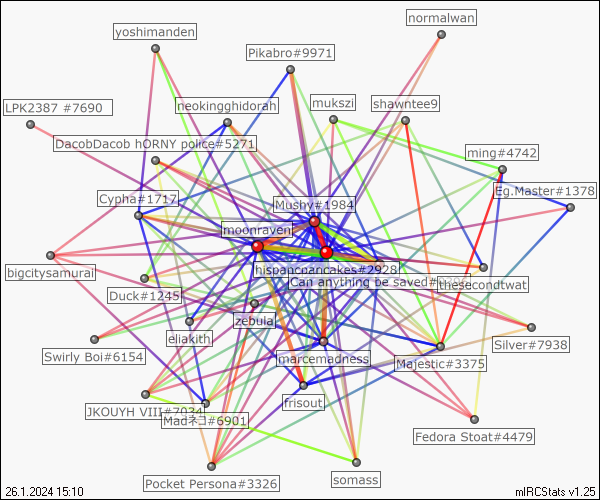 normalwan
yoshimanden
Pikabro#9971
LPK2387 #7690
neokingghidorah
mukszi
shawntee9
DacobDacob hORNY police#5271
ming#4742
Eg.Master#1378
Cypha#1717
Mushy#1984
moonraven
bigcitysamurai
hispancpancakes#2928
Can anything be saved#
thesecondtwat
Duck#1245
zebuia
eliakith
Silver#7938
Swirly Boi#6154
marcemadness
Majestic#3375
frisout
JKOUYH VIII#7034
Madネコ#6901
Fedora Stoat#4479
Pocket Persona#3326
somass
26.1.2024 15:10
mIRCStats v1.25